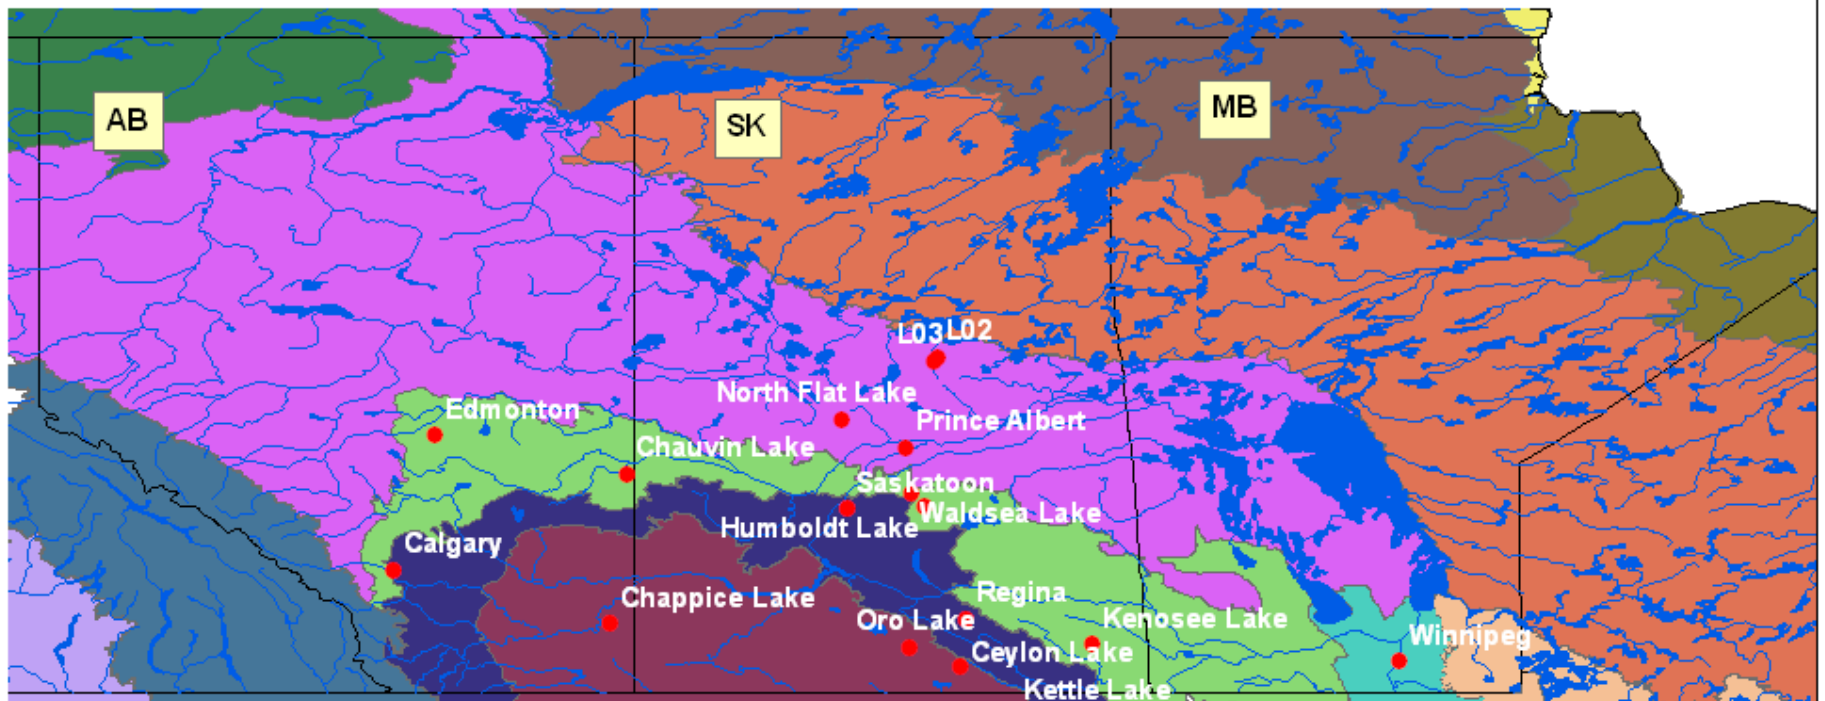 AB
SK
MB
L03 L02
North Flat Lake
Edmonton
Prince Albert
Chauvin Lake
Saskatoon
Waldsea Lake
Humboldt Lake
Calgary
Regina
Chappice Lake
Oro Lake
Kenosee Lake
Winnipeg
Ceylon Lake
Kettle Lake